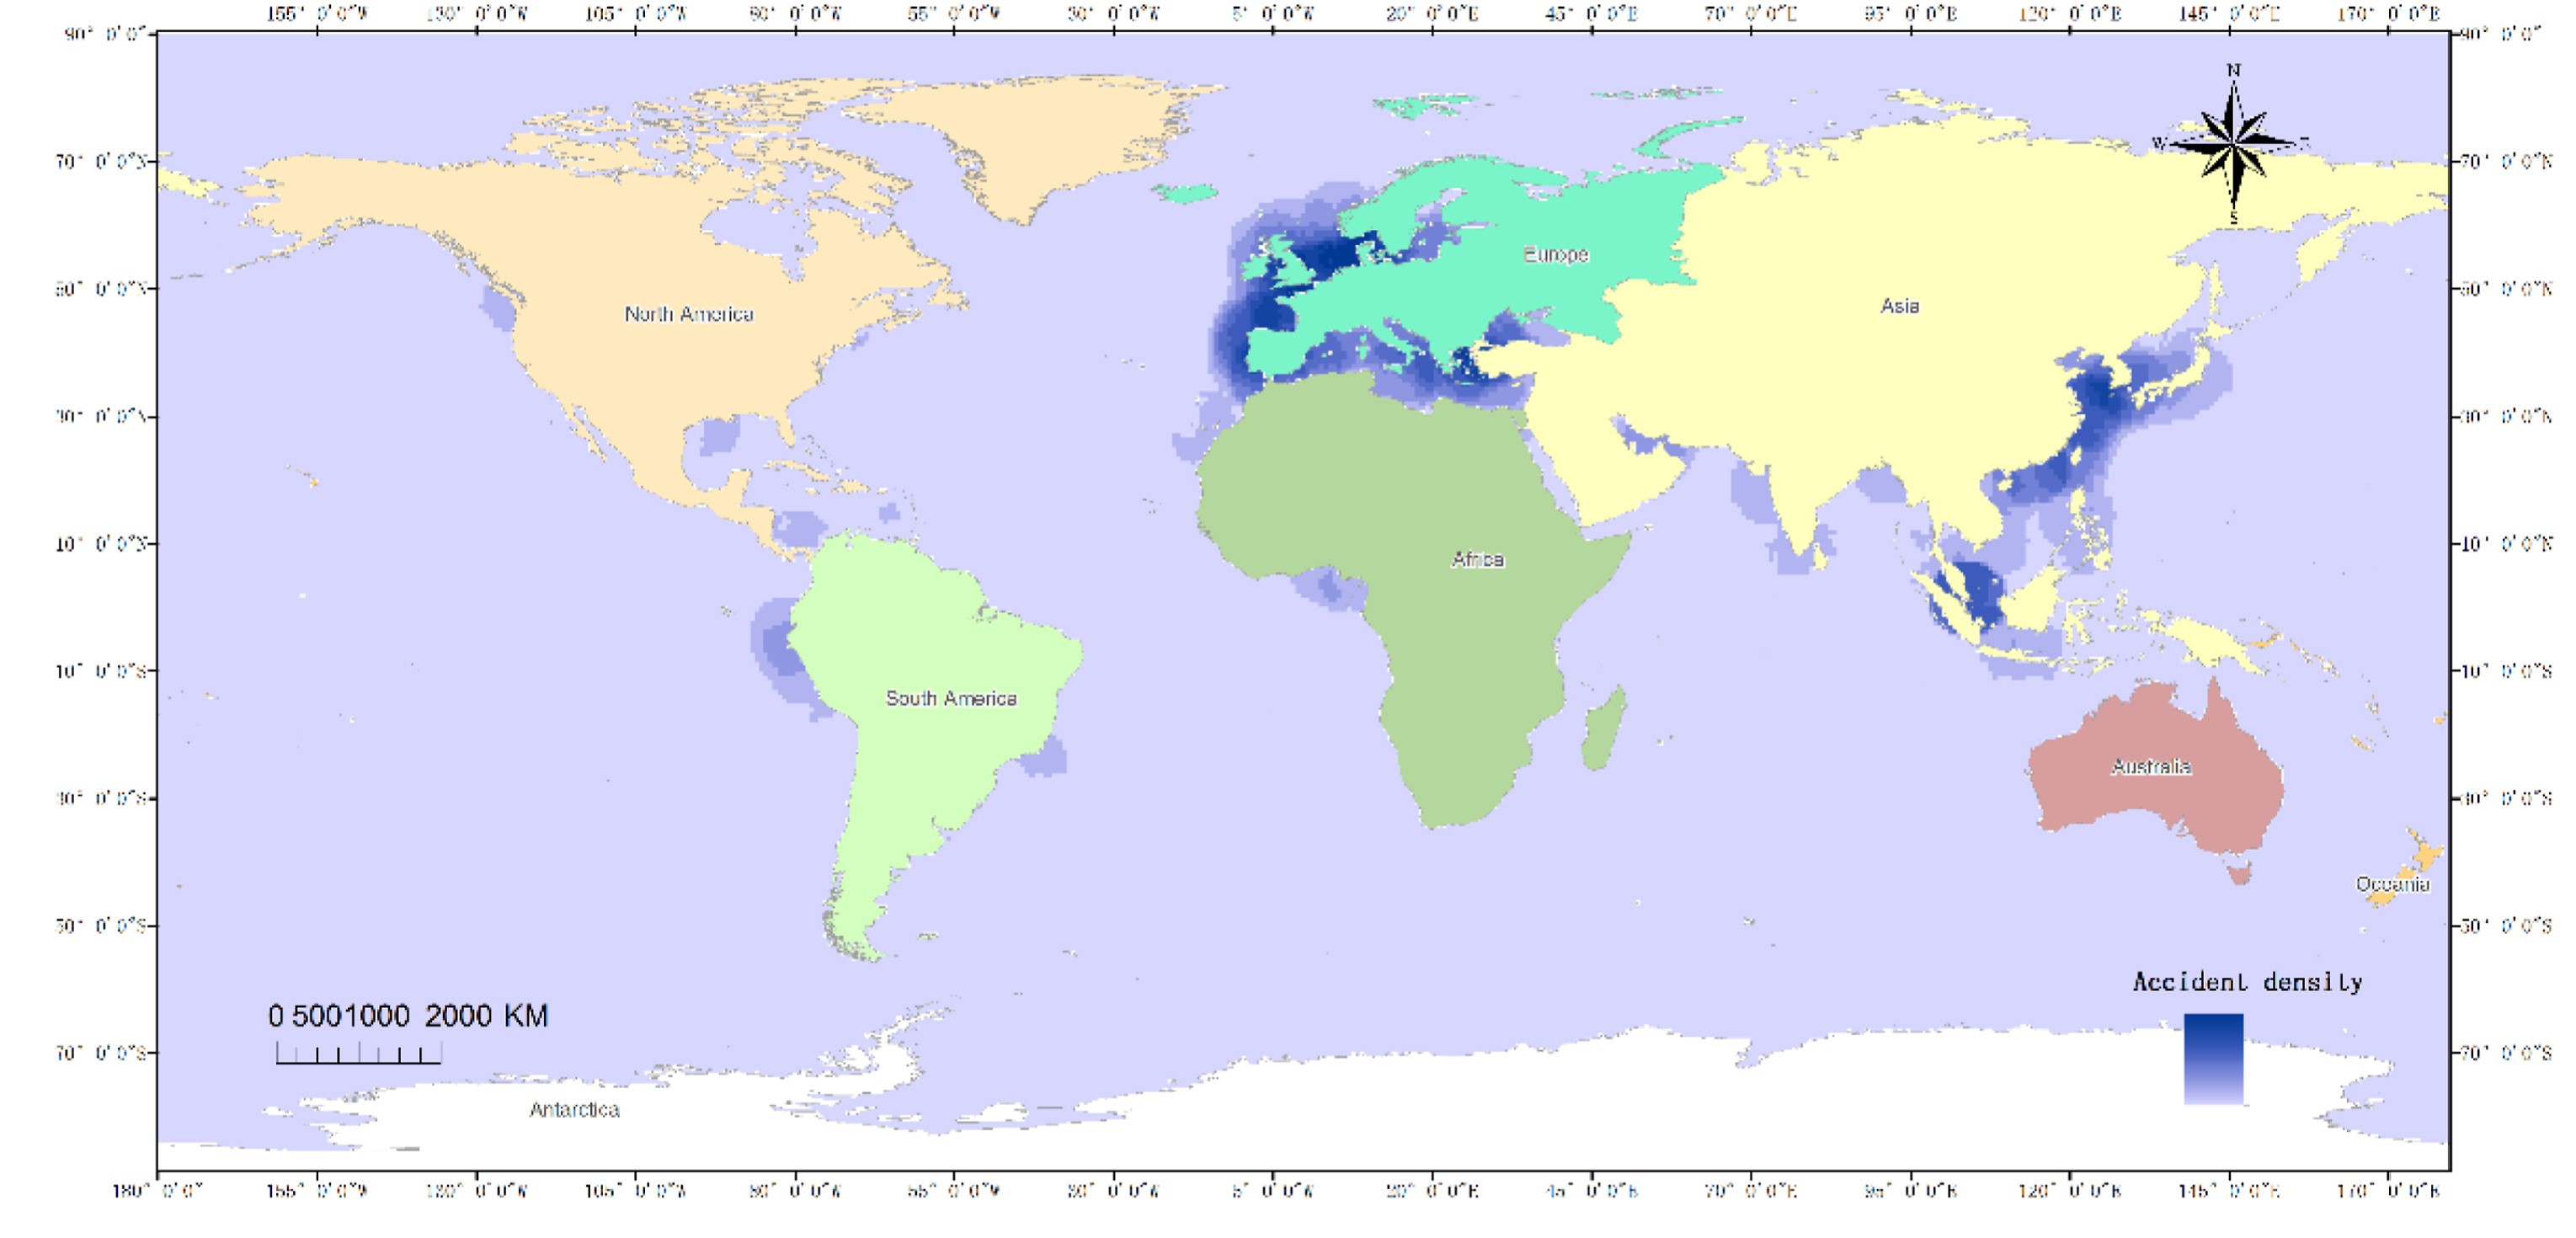 155° 0'0"W 130° 0'0"W 105° 0'0"W 80° 0'0"W 55° 0'0"W 30° 0'0"W 5° 0'0"W 20° 0'0"E 45° 0'0"E 70° 0'0"E 95° 0'0"E 120° 0'0"E 145° 0'0"E 170° 0'0"E
90° 0'0" 90° 0'0"
N
W
S
70° 0'0"N 70° 0'0"N
Europe
50° 0'0"N 50° 0'0"N
Asia
North America
30° 0'0"N 30° 0'0"N
10° 0'0"N 10° 0'0"N
Africa
10° 0'0"S 10° 0'0"S
South America
Australia
30° 0'0"S 30° 0'0"S
Oceania
50° 0'0"S 50° 0'0"S
Accident density
0 500 1000 2000 KM
70° 0'0"S 70° 0'0"S
Antarctica
180° 0'0" 155° 0'0"W 130° 0'0"W 105° 0'0"W 80° 0'0"W 55° 0'0"W 30° 0'0"W 5° 0'0"W 20° 0'0"E 45° 0'0"E 70° 0'0"E 95° 0'0"E 120° 0'0"E 145° 0'0"E 170° 0'0"E